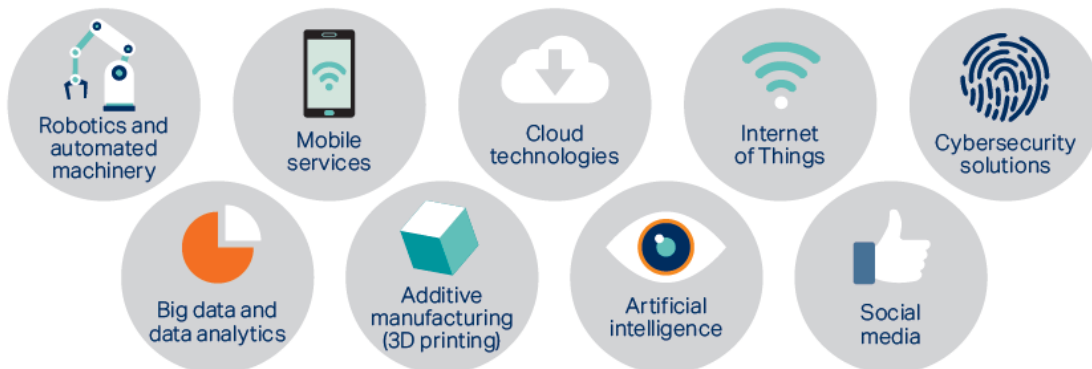 Robotics and
automated
machinery
Mobile
services
Cloud
technologies
Internet
of Things
Cybersecurity
solutions
Big data and
data analytics
Additive
manufacturing
(3D printing)
Artificial
intelligence
Social
media